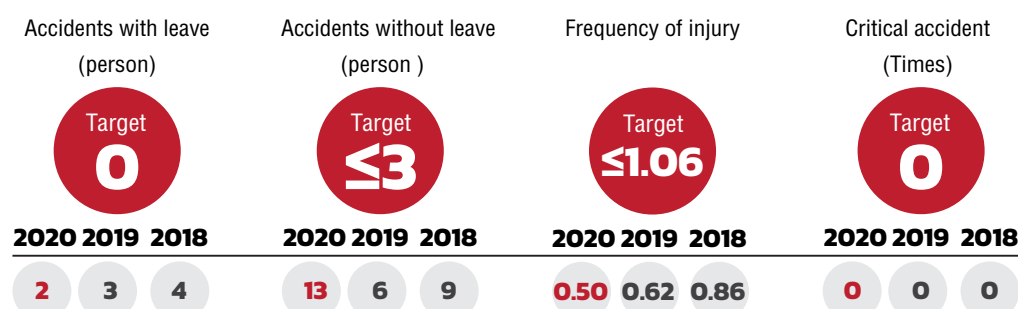 Accidents with leave
(person)
Target
0
2020 2019 2018
2 3 4
Accidents without leave
(person )
Target
≤3
2020 2019 2018
13 6 9
Frequency of injury
Target
≤1.06
2020 2019 2018
0.50 0.62 0.86
Critical accident
(Times)
Target
0
2020 2019 2018
0 0 0